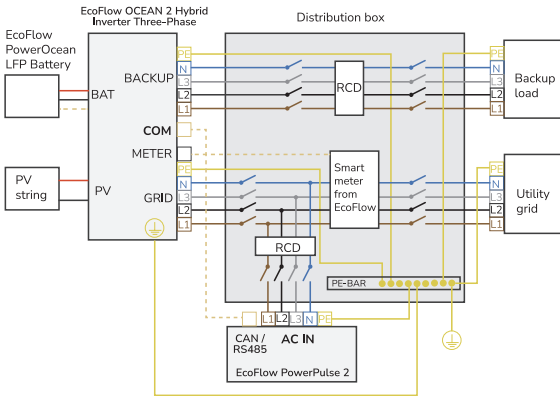 EcoFlow OCEAN 2 Hybrid
Inverter Three-Phase
Distribution box
EcoFlow
PowerOcean
LFP Battery
BAT
BACKUP
PE
N
L3
L2
L1
RCD
PE
N
L3
L2
L1
Backup
load
COM
METER
PV
string
PV
GRID
PE
N
L3
L2
L1
Smart
meter
from
EcoFlow
PE
N
L3
L2
L1
Utility
grid
RCD
PE-BAR
L1
L2
L3
N
PE
CAN /
RS485
AC IN
EcoFlow PowerPulse 2